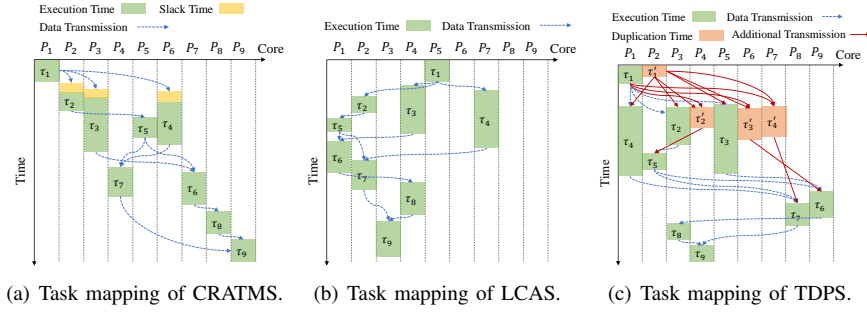 Execution Time Slack Time
Data Transmission
P1 P2 P3 P4 P5 P6 P7 P8 P9 Core
τ1
τ2
τ3
τ5
τ4
τ7
τ6
τ8
τ9
Time
(a) Task mapping of CRATMS.
Execution Time Data Transmission
P1 P2 P3 P4 P5 P6 P7 P8 P9 Core
τ1
τ2
τ3
τ4
τ5
τ6
τ7
τ8
τ9
Time
(b) Task mapping of LCAS.
Execution Time Data Transmission
Duplication Time Additional Transmission
P1 P2 P3 P4 P5 P6 P7 P8 P9 Core
τ1 τ1′
τ4
τ2 τ2′
τ3 τ3′ τ4′
τ5
τ6
τ7
τ8
τ9
Time
(c) Task mapping of TDPS.